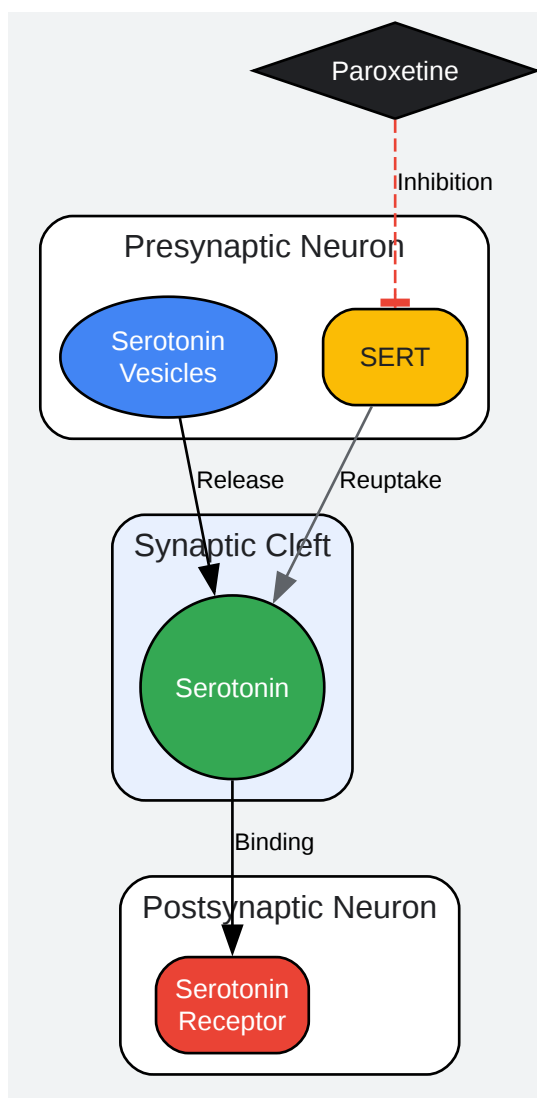 Paroxetine
Inhibition
Presynaptic Neuron
Serotonin
Vesicles
SERT
Release
Reuptake
Synaptic Cleft
Serotonin
Binding
Postsynaptic Neuron
Serotonin
Receptor